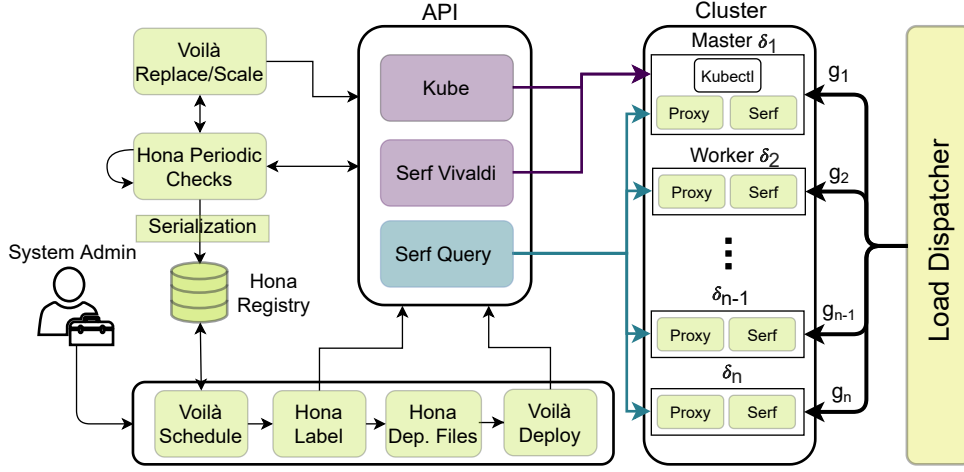 API
Cluster
Voilà
Replace/Scale
Hona Periodic
Checks
Serialization
System Admin
Hona
Registry
Kube
Serf Vivaldi
Serf Query
Master δ1
Kubectl
Proxy
Serf
Worker δ2
Proxy
Serf
δn-1
Proxy
Serf
δn
Proxy
Serf
g1
g2
gn-1
gn
Load Dispatcher
Voilà
Schedule
Hona
Label
Hona
Dep. Files
Voilà
Deploy